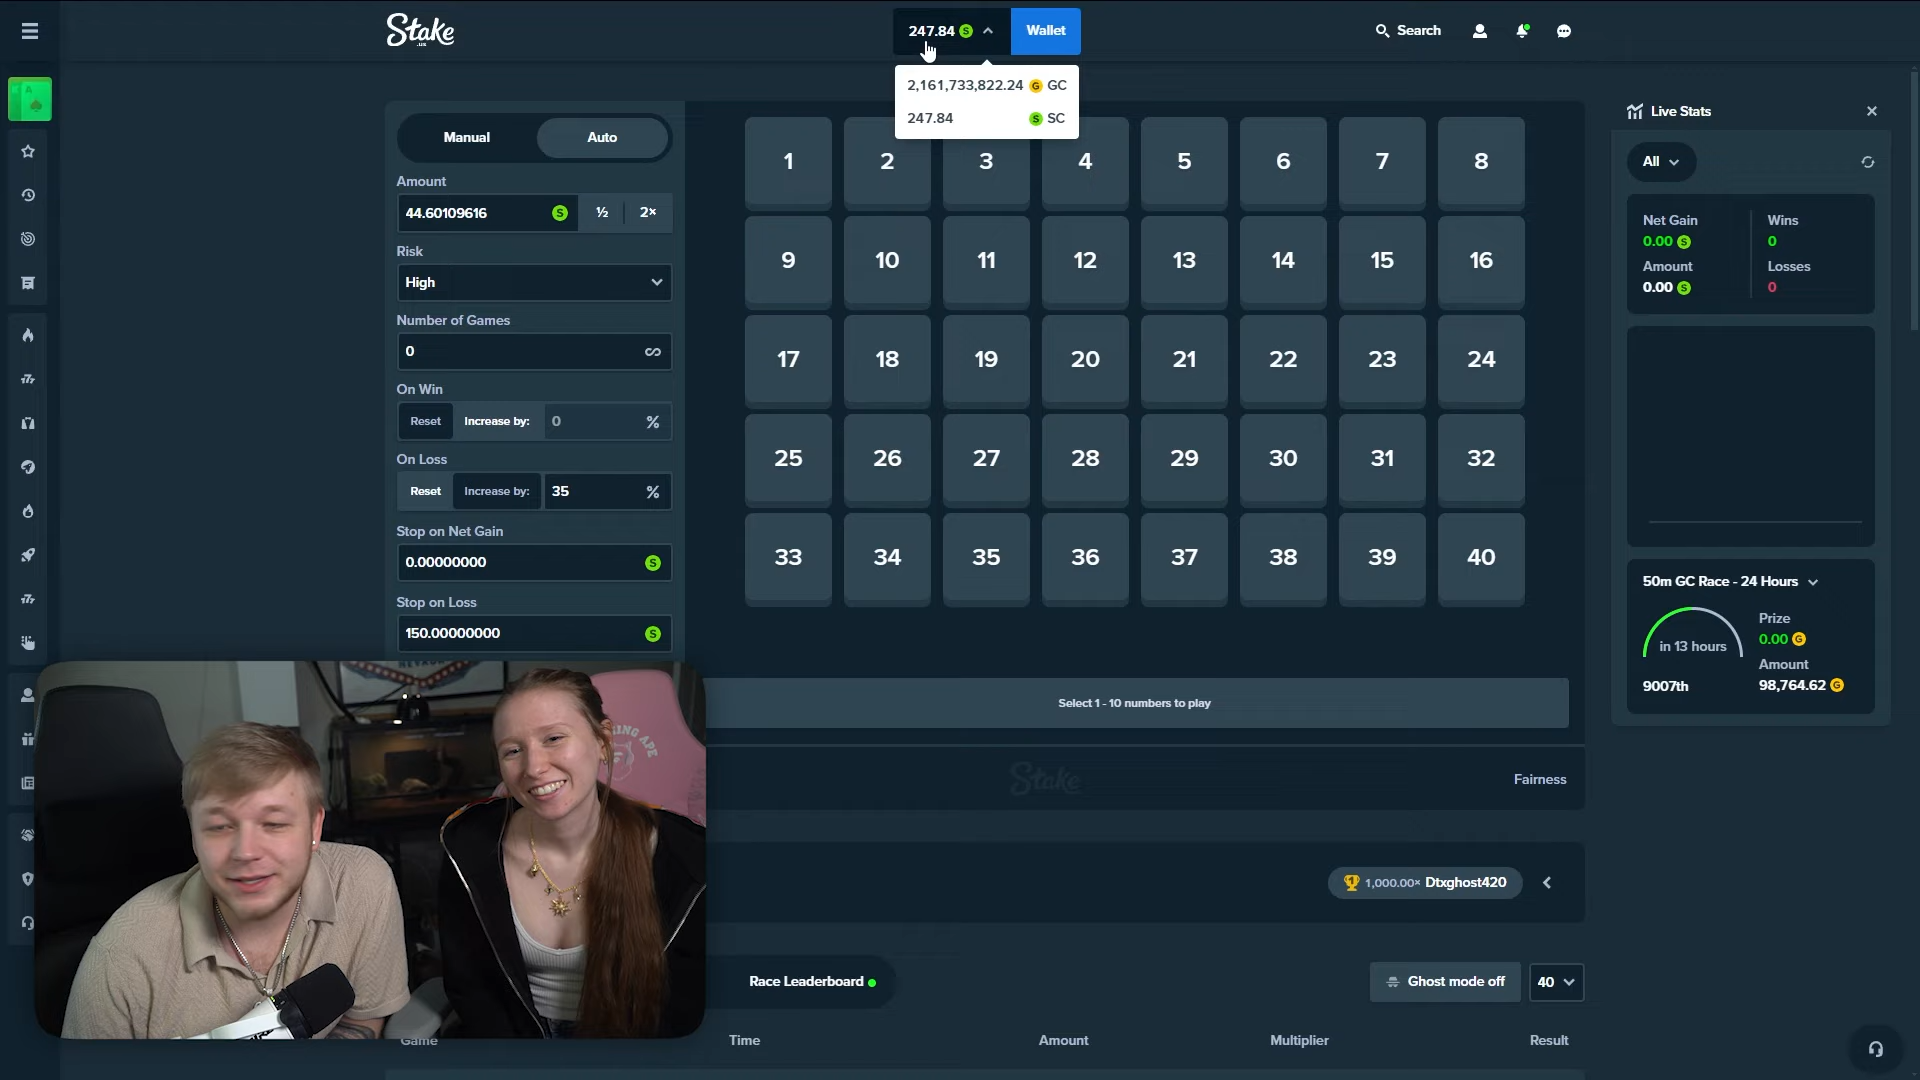 Stake
.us
247.84
Wallet
Search
2,161,733,822.24 GC
247.84 SC
Manual
Auto
Amount
44.60109616
½
2×
Risk
High
Number of Games
0
On Win
Reset
Increase by:
0
%
On Loss
Reset
Increase by:
35
%
Stop on Net Gain
0.00000000
Stop on Loss
150.00000000
1 2 3 4 5 6 7 8
9 10 11 12 13 14 15 16
17 18 19 20 21 22 23 24
25 26 27 28 29 30 31 32
33 34 35 36 37 38 39 40
Select 1 - 10 numbers to play
Stake
Fairness
1,000.00× Dtxghost420
Race Leaderboard
Ghost mode off
40
Game
Time
Amount
Multiplier
Result
Live Stats
All
Net Gain
0.00
Wins
0
Amount
0.00
Losses
0
50m GC Race - 24 Hours
in 13 hours
9007th
Prize
0.00
Amount
98,764.62